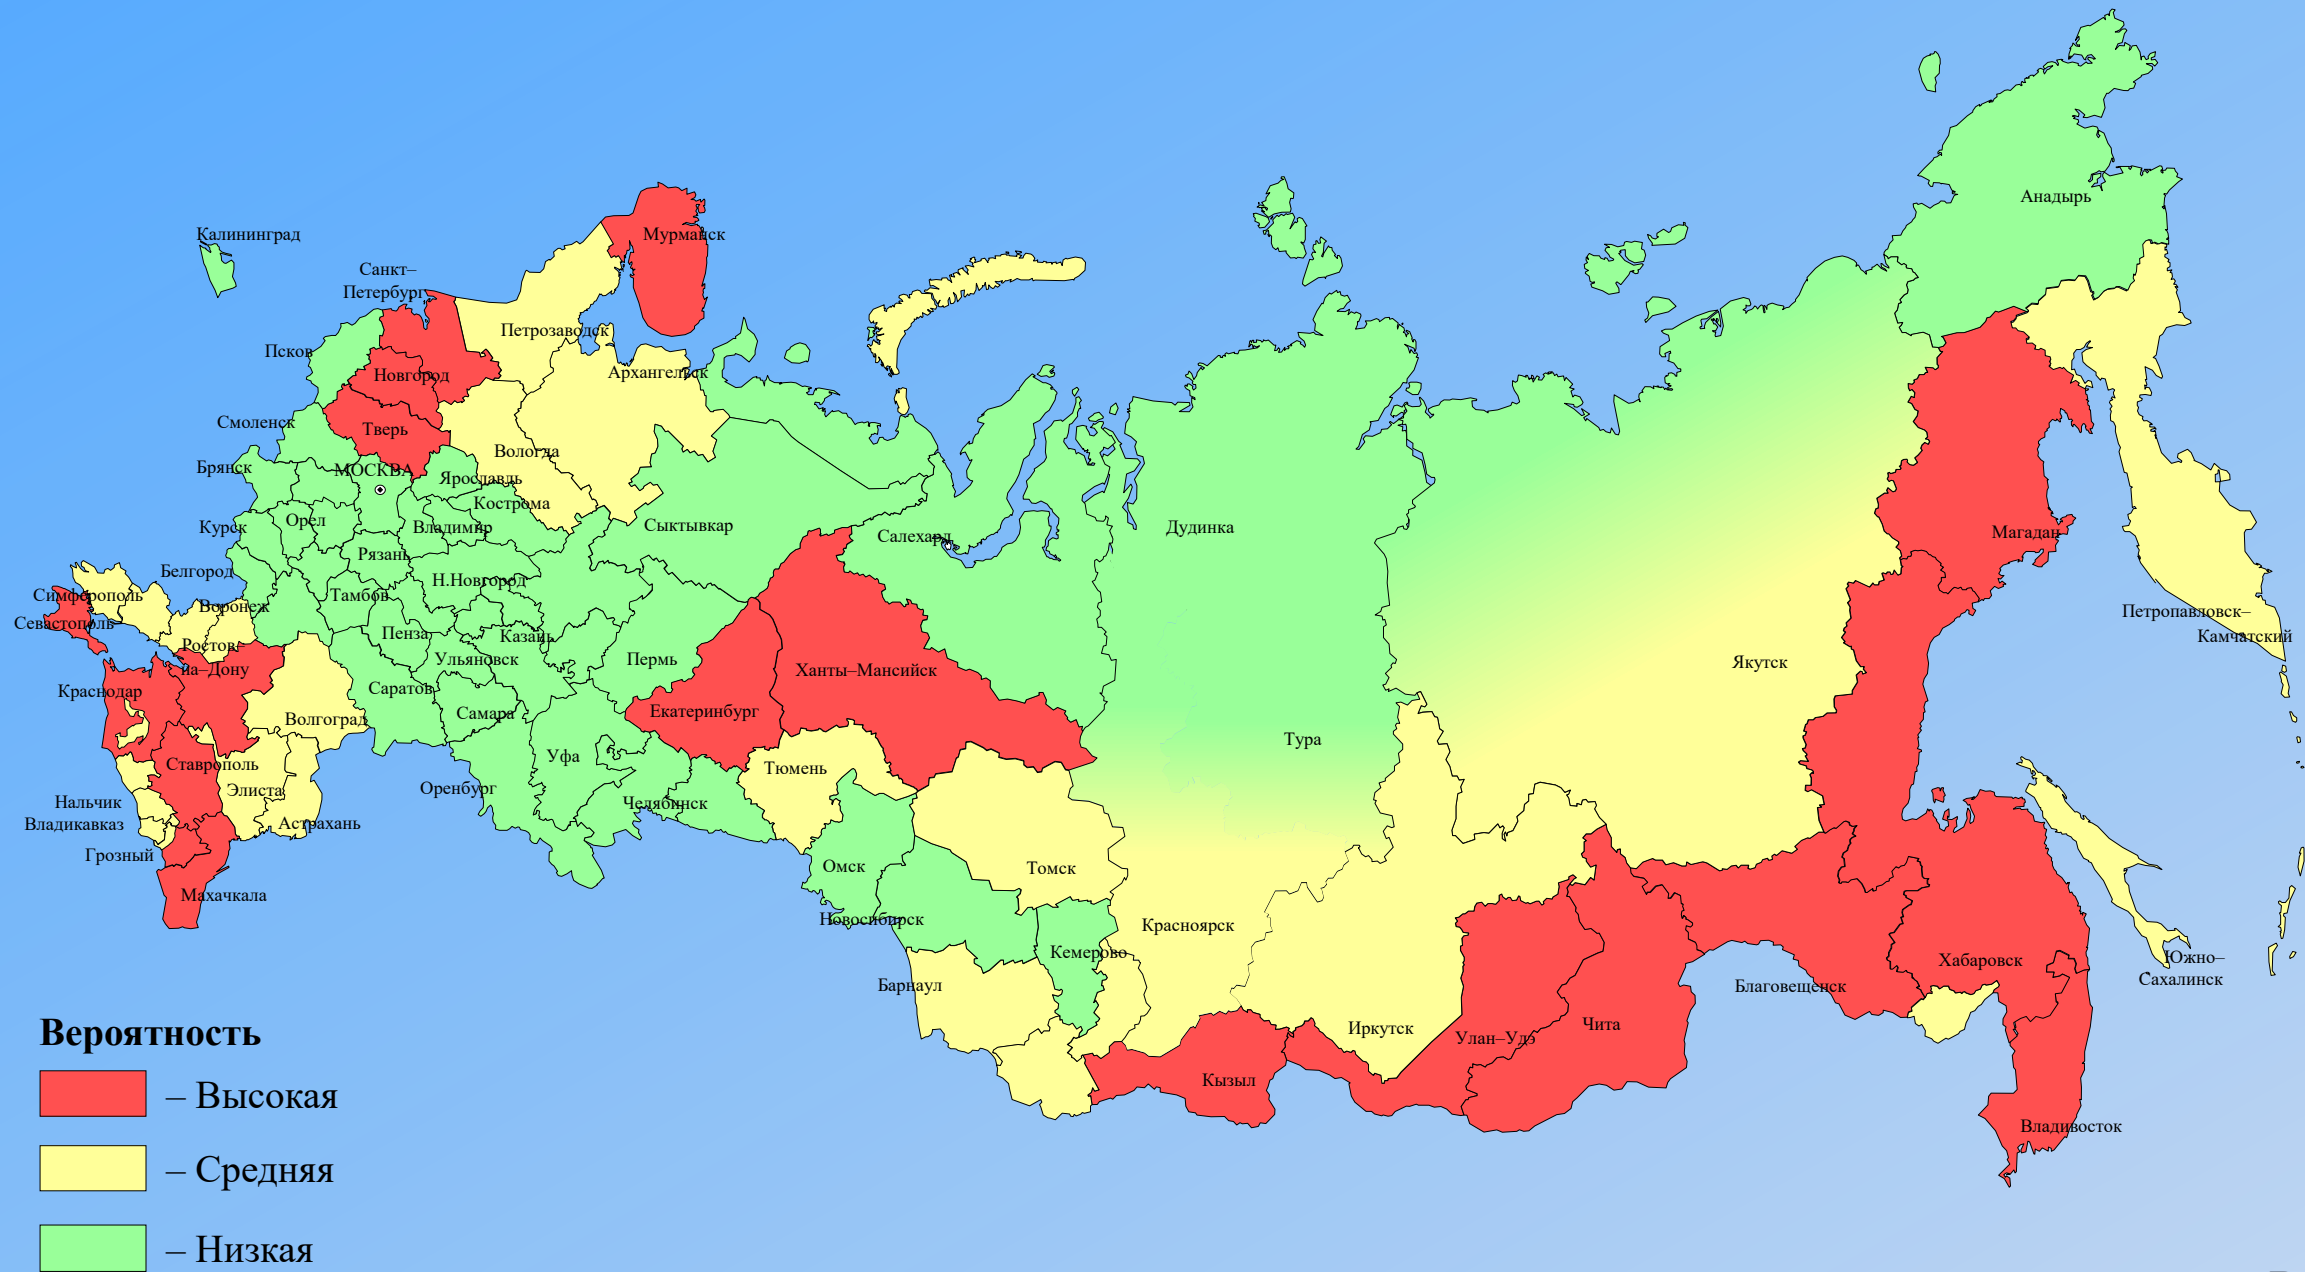 Калининград
Санкт–
Петербург
Мурманск
Анадырь
Псков
Петрозаводск
Новгород
Архангельск
Смоленск
Тверь
Вологда
Брянск
МОСКВА
Ярославль
Кострома
Курск
Орел
Владимир
Сыктывкар
Салехард
Дудинка
Магадан
Рязань
Белгород
Н.Новгород
Симферополь
Воронеж
Тамбов
Севастополь
Пенза
Казань
Петропавловск–
Камчатский
Ростов–
на–Дону
Ульяновск
Пермь
Ханты–Мансийск
Якутск
Краснодар
Саратов
Самара
Екатеринбург
Волгоград
Тура
Ставрополь
Уфа
Тюмень
Элиста
Оренбург
Челябинск
Нальчик
Владикавказ
Астрахань
Грозный
Омск
Томск
Махачкала
Новосибирск
Красноярск
Кемерово
Барнаул
Хабаровск
Южно–
Сахалинск
Благовещенск
Иркутск
Улан–Удэ
Чита
Кызыл
Владивосток
Вероятность
– Высокая
– Средняя
– Низкая